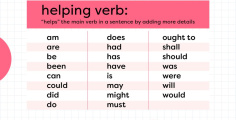 helping verb:
"helps" the main verb in a sentence by adding more details
am does ought to
are had shall
be has should
been have was
can is were
could may will
did might would
do must